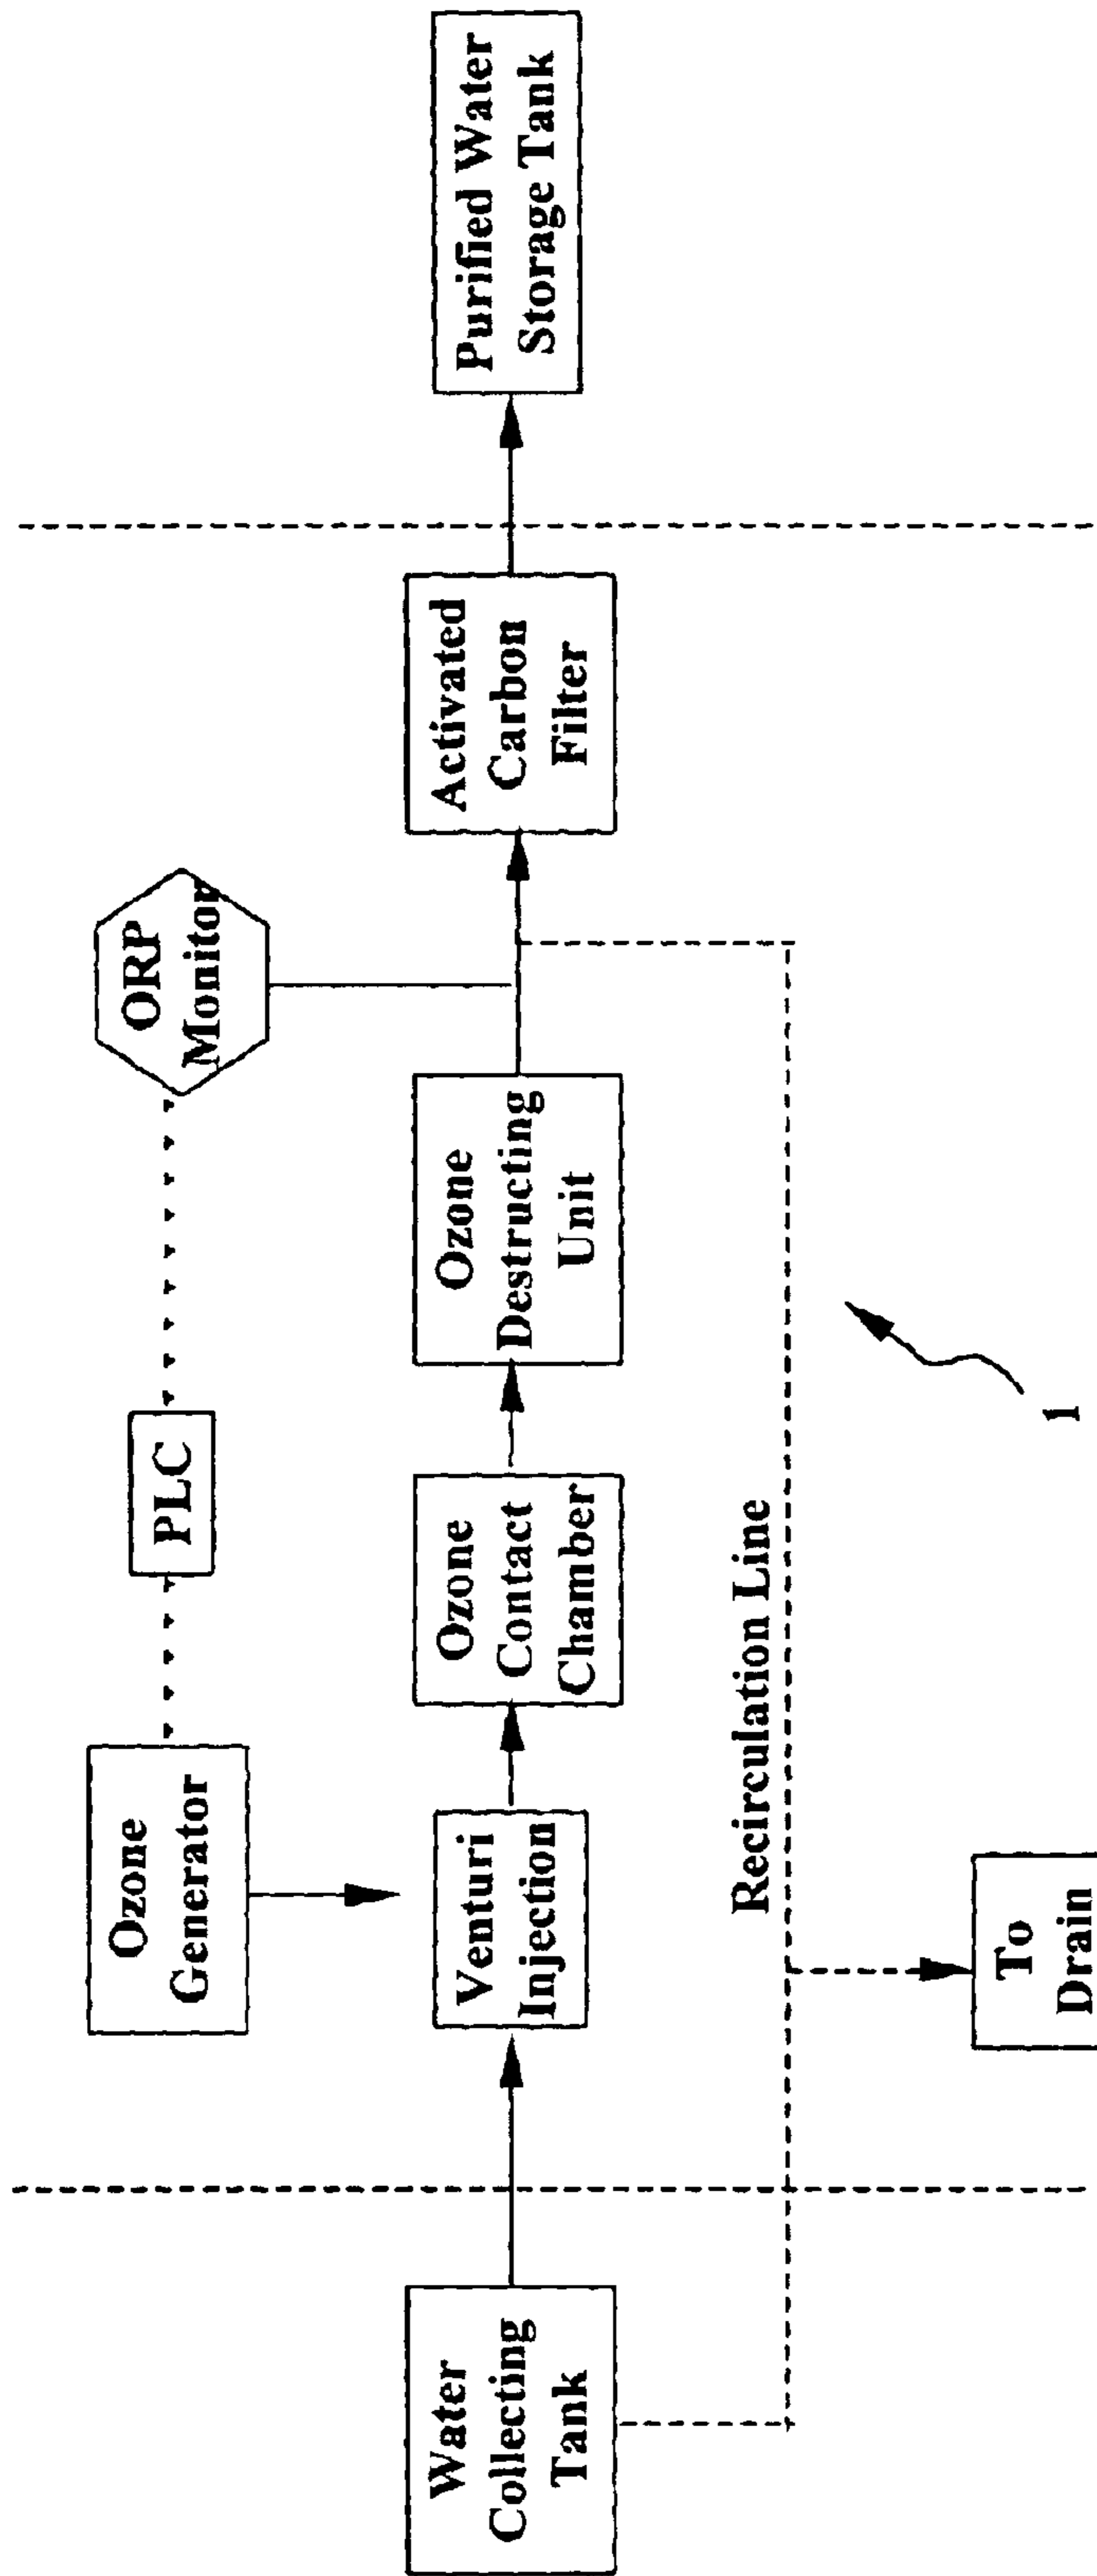 Ozone
Generator
PLC
ORP
Monitor
Water
Collecting
Tank
Venturi
Injection
Ozone
Contact
Chamber
Ozone
Destructing
Unit
Activated
Carbon
Filter
Purified Water
Storage Tank
Recirculation Line
To
Drain
1